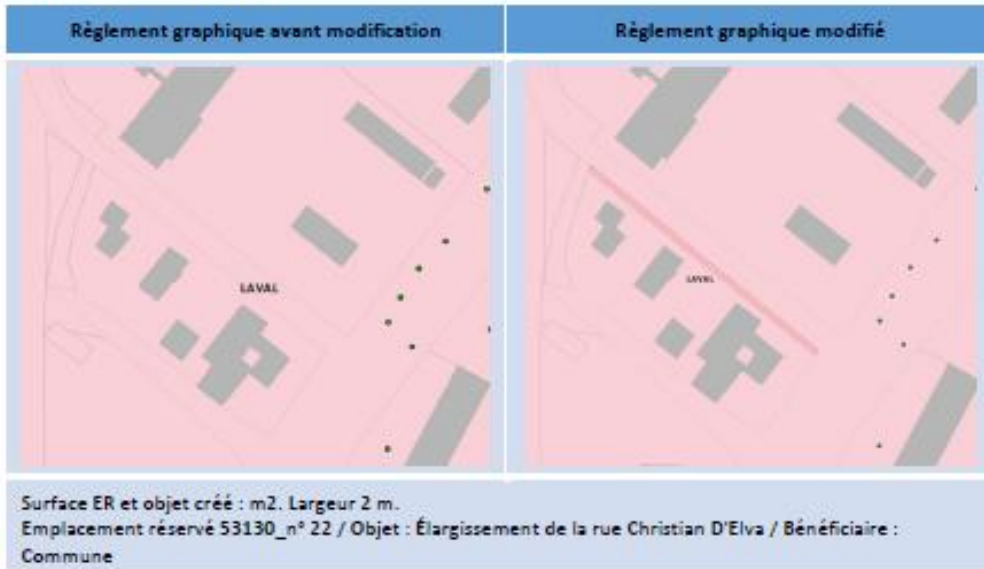 Règlement graphique avant modification
Règlement graphique modifié
LAVAL
LAVAL
Surface ER et objet créé : m2. Largeur 2 m.
Emplacement réservé 53130_n° 22 / Objet : Élargissement de la rue Christian D'Elva / Bénéficiaire :
Commune